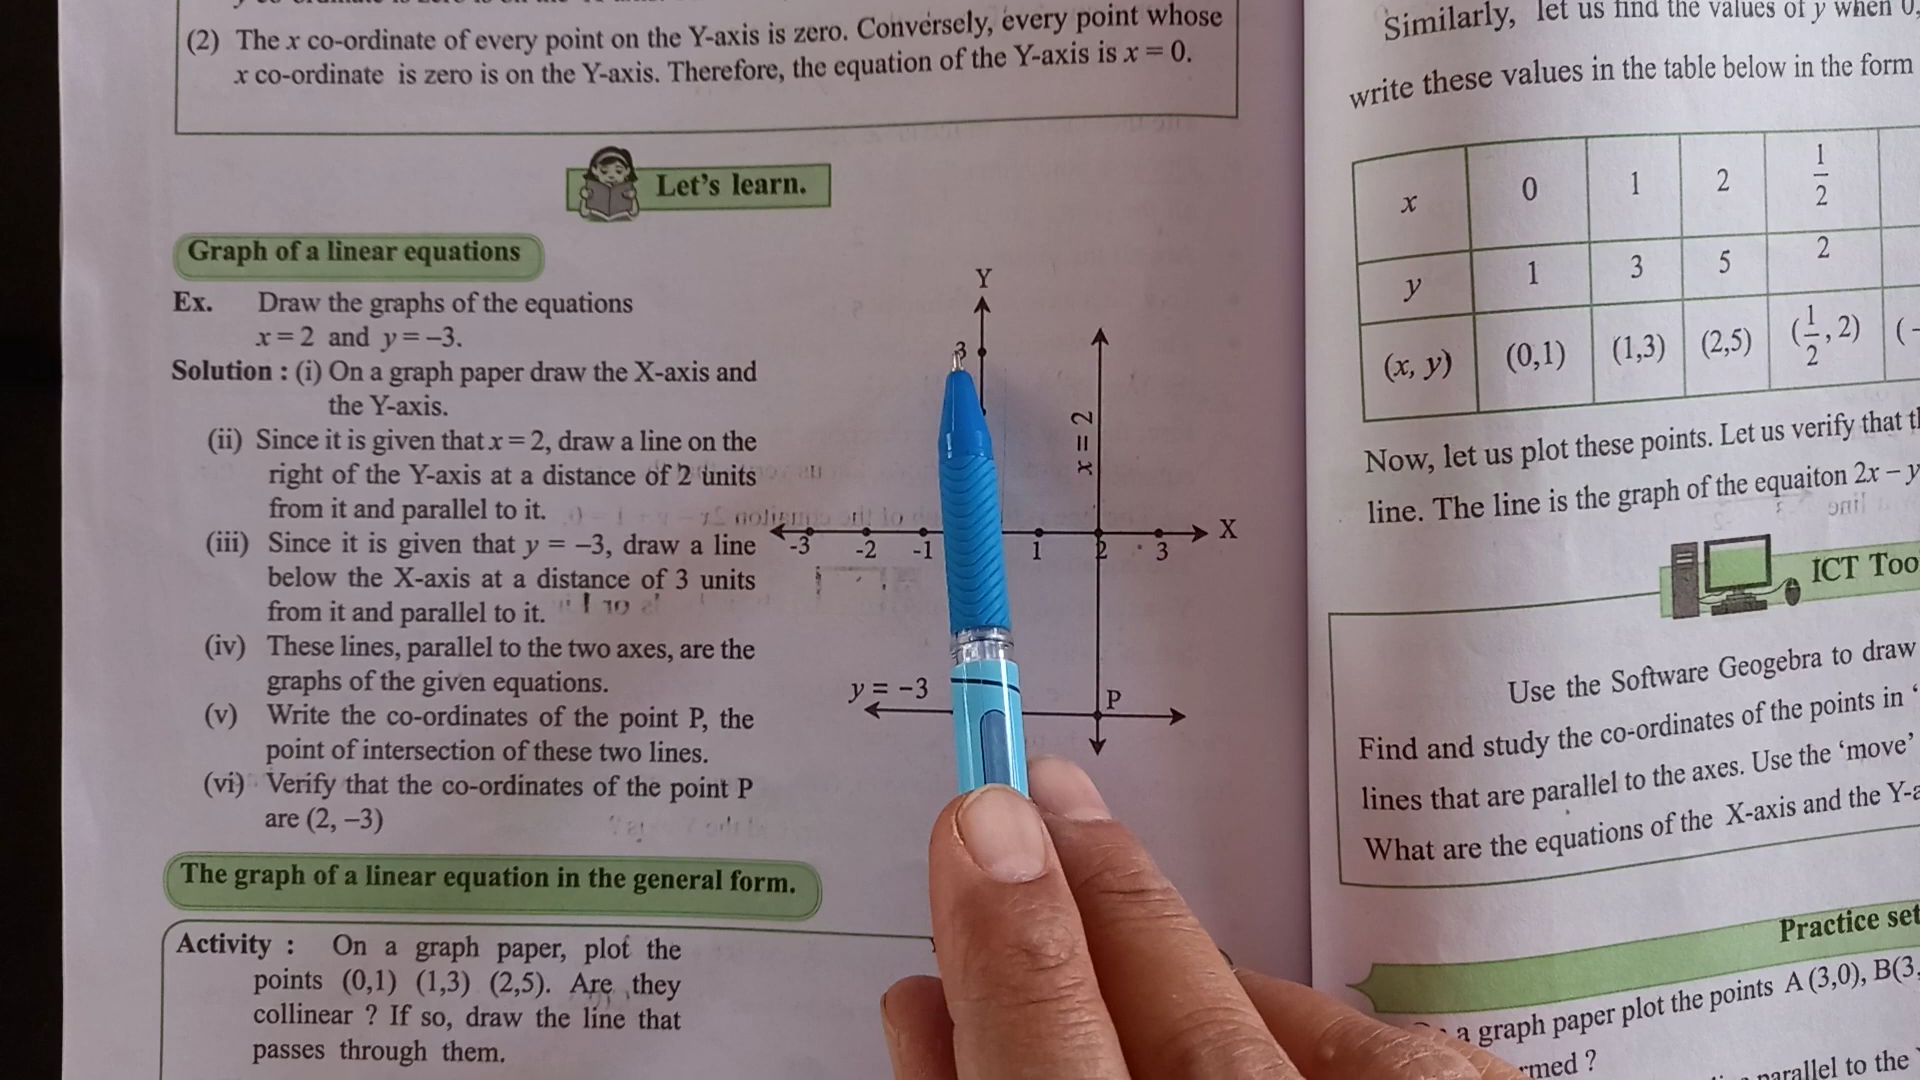 (2) The x co-ordinate of every point on the Y-axis is zero. Conversely, every point whose
x co-ordinate is zero is on the Y-axis. Therefore, the equation of the Y-axis is x = 0.
Let's learn.
Graph of a linear equations
Ex. Draw the graphs of the equations
x = 2 and y = –3.
Solution : (i) On a graph paper draw the X-axis and
the Y-axis.
(ii) Since it is given that x = 2, draw a line on the
right of the Y-axis at a distance of 2 units
from it and parallel to it.
(iii) Since it is given that y = –3, draw a line
below the X-axis at a distance of 3 units
from it and parallel to it.
(iv) These lines, parallel to the two axes, are the
graphs of the given equations.
(v) Write the co-ordinates of the point P, the
point of intersection of these two lines.
(vi) Verify that the co-ordinates of the point P
are (2, –3)
Y
3
x = 2
-3 -2 -1 1 2 3 X
y = –3
P
The graph of a linear equation in the general form.
Activity : On a graph paper, plot the
points (0,1) (1,3) (2,5). Are they
collinear ? If so, draw the line that
passes through them.
Similarly, let us find the values of y when 0,
write these values in the table below in the form
x 0 1 2 1/2
y 1 3 5 2
(x, y) (0,1) (1,3) (2,5) (1/2, 2) (
Now, let us plot these points. Let us verify that
line. The line is the graph of the equaiton 2x – y
ICT Too
Use the Software Geogebra to draw
Find and study the co-ordinates of the points in ‘
lines that are parallel to the axes. Use the ‘move’
What are the equations of the X-axis and the Y-a
Practice set
a graph paper plot the points A (3,0), B(3,
rmed ?
parallel to the